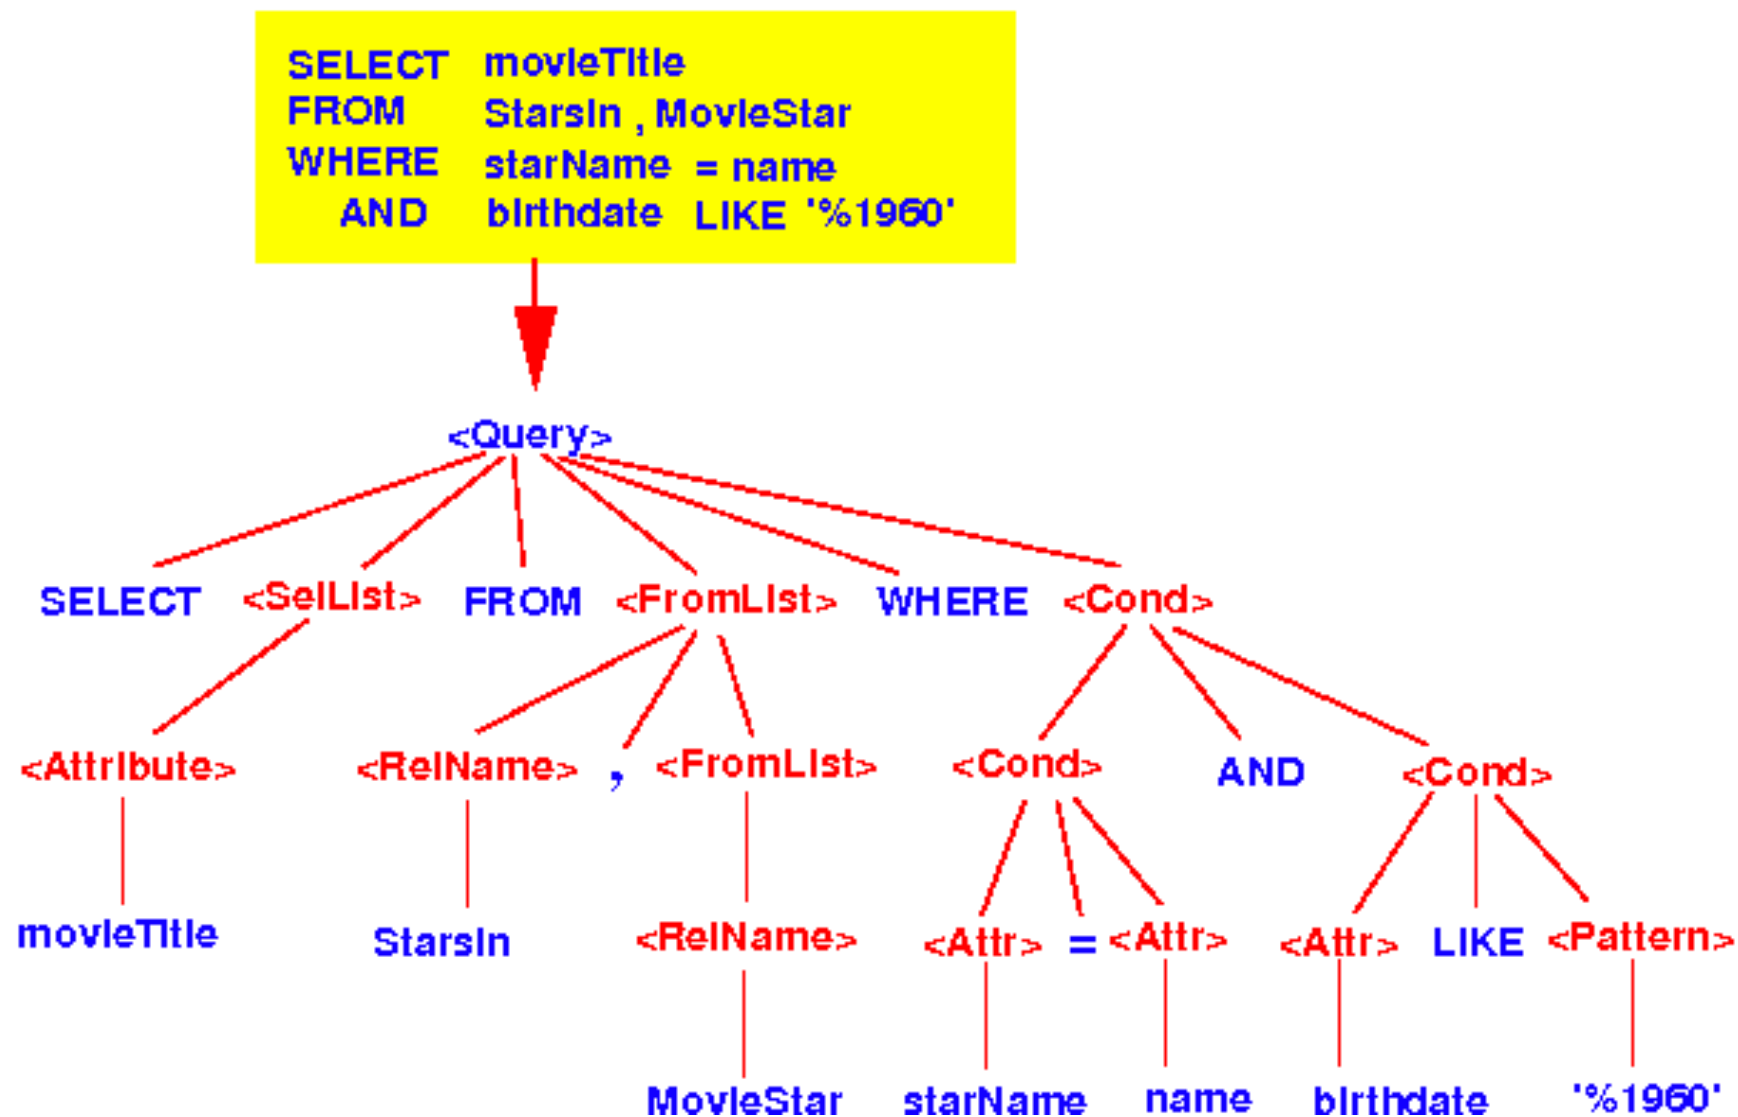 SELECT movieTitle
FROM StarsIn , MovieStar
WHERE starName = name
AND birthdate LIKE '%1960'
<Query>
SELECT <SelList> FROM <FromList> WHERE <Cond>
<Attribute> <RelName> , <FromList> <Cond> AND <Cond>
movieTitle StarsIn <RelName> <Attr> = <Attr> <Attr> LIKE <Pattern>
MovieStar starName name birthdate '%1960'